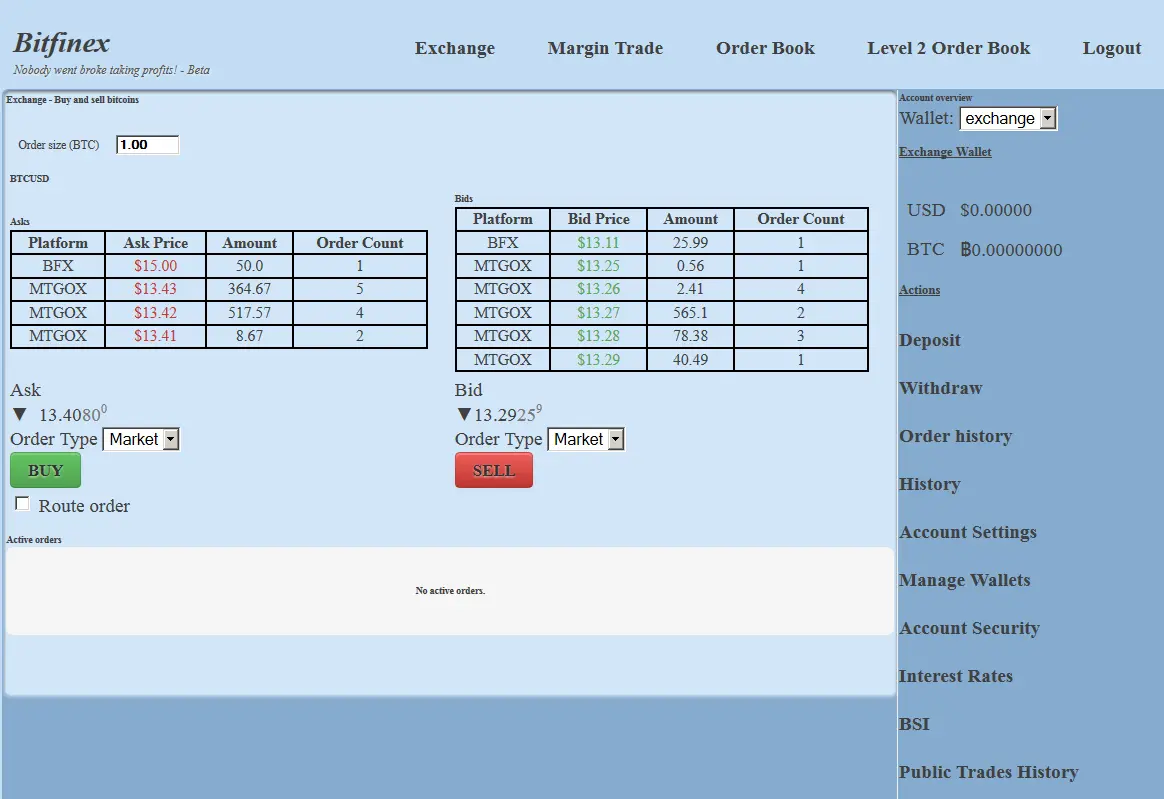 Bitfinex
Nobody went broke taking profits! - Beta
Exchange Margin Trade Order Book Level 2 Order Book Logout
Exchange - Buy and sell bitcoins
Order size (BTC) 1.00
BTCUSD
Asks
Platform Ask Price Amount Order Count
BFX $15.00 50.0 1
MTGOX $13.43 364.67 5
MTGOX $13.42 517.57 4
MTGOX $13.41 8.67 2
Ask
▼ 13.4080⁰
Order Type Market
BUY
Route order
Bids
Platform Bid Price Amount Order Count
BFX $13.11 25.99 1
MTGOX $13.25 0.56 1
MTGOX $13.26 2.41 4
MTGOX $13.27 565.1 2
MTGOX $13.28 78.38 3
MTGOX $13.29 40.49 1
Bid
▼13.2925⁹
Order Type Market
SELL
Active orders
No active orders.
Account overview
Wallet: exchange
Exchange Wallet
USD $0.00000
BTC ฿0.00000000
Actions
Deposit
Withdraw
Order history
History
Account Settings
Manage Wallets
Account Security
Interest Rates
BSI
Public Trades History